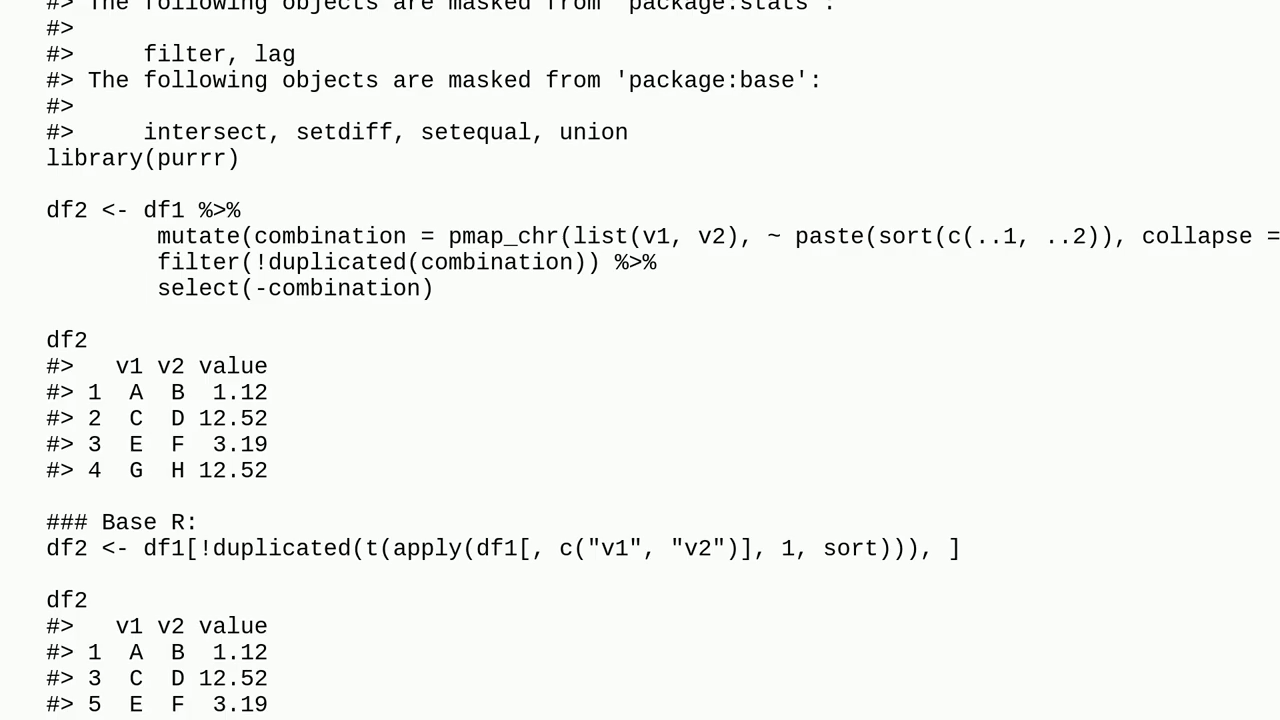 #> The following objects are masked from 'package:stats':
#>
#>     filter, lag
#> The following objects are masked from 'package:base':
#>
#>     intersect, setdiff, setequal, union
library(purrr)

df2 <- df1 %>%
        mutate(combination = pmap_chr(list(v1, v2), ~ paste(sort(c(..1, ..2)), collapse =
        filter(!duplicated(combination)) %>%
        select(-combination)

df2
#>   v1 v2 value
#> 1  A  B  1.12
#> 2  C  D 12.52
#> 3  E  F  3.19
#> 4  G  H 12.52

### Base R:
df2 <- df1[!duplicated(t(apply(df1[, c("v1", "v2")], 1, sort))), ]

df2
#>   v1 v2 value
#> 1  A  B  1.12
#> 3  C  D 12.52
#> 5  E  F  3.19